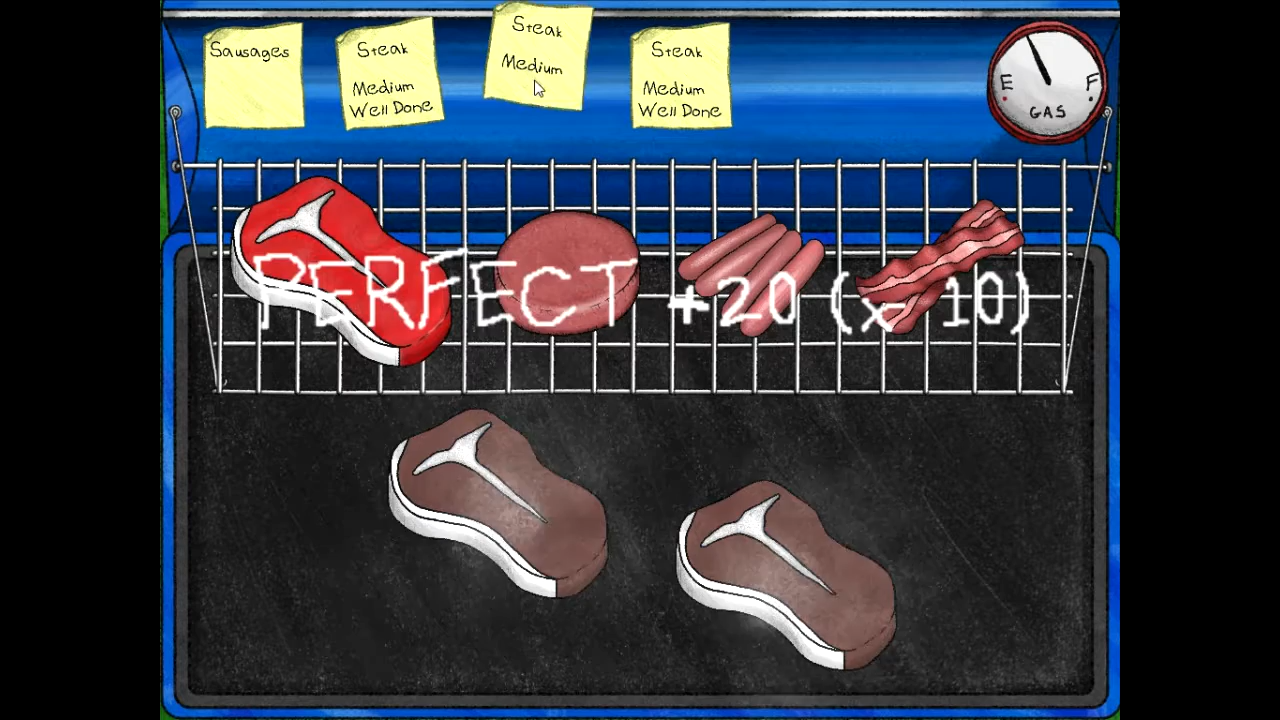 Sausages
Steak
Medium
Well Done
Steak
Medium
Steak
Medium
Well Done
E
F
GAS
PERFECT +20 (x 10)